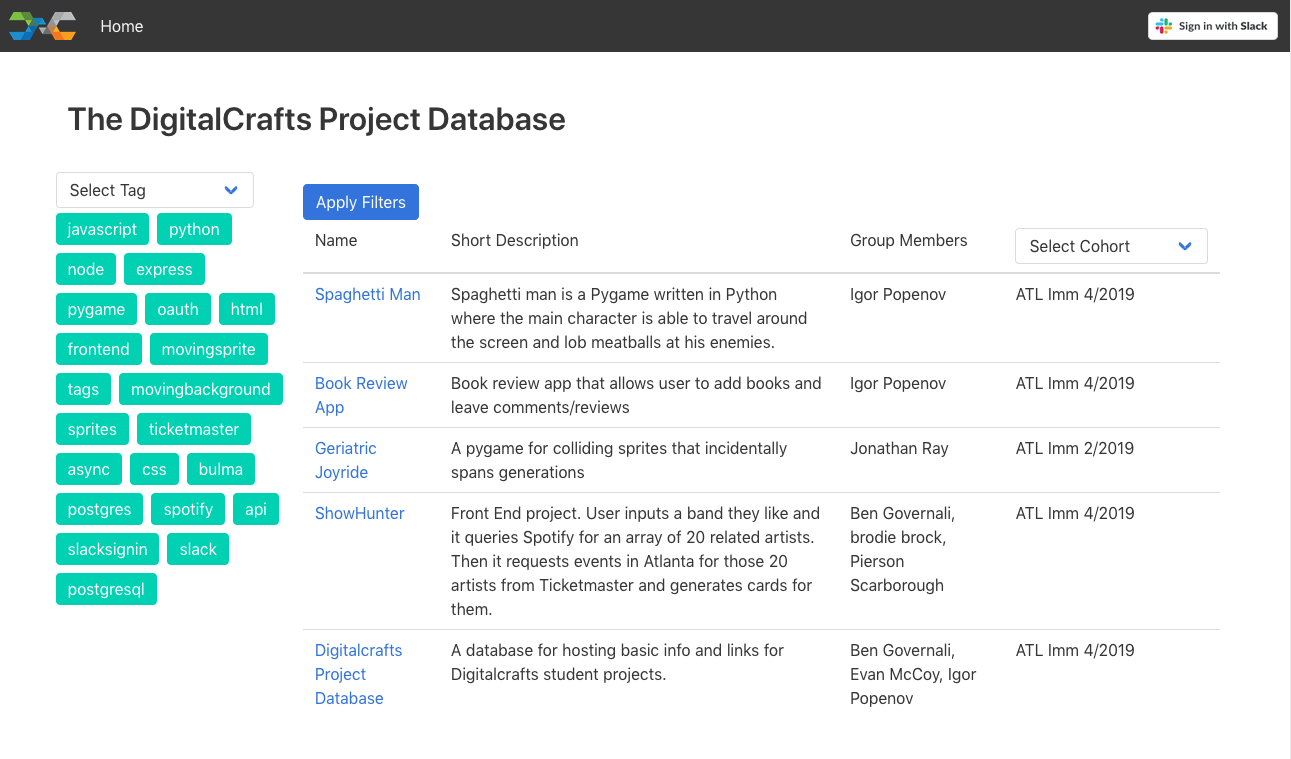 Home
Sign in with Slack
The DigitalCrafts Project Database
Select Tag
javascript python
node express
pygame oauth html
frontend movingsprite
tags movingbackground
sprites ticketmaster
async css bulma
postgres spotify api
slacksignin slack
postgresql
Apply Filters
Name Short Description Group Members Select Cohort
Spaghetti Man Spaghetti man is a Pygame written in Python Igor Popenov ATL Imm 4/2019
where the main character is able to travel around
the screen and lob meatballs at his enemies.
Book Review Book review app that allows user to add books and Igor Popenov ATL Imm 4/2019
App leave comments/reviews
Geriatric A pygame for colliding sprites that incidentally Jonathan Ray ATL Imm 2/2019
Joyride spans generations
ShowHunter Front End project. User inputs a band they like and Ben Governali, ATL Imm 4/2019
it queries Spotify for an array of 20 related artists. brodie brock,
Then it requests events in Atlanta for those 20 Pierson
artists from Ticketmaster and generates cards for Scarborough
them.
Digitalcrafts A database for hosting basic info and links for Ben Governali, ATL Imm 4/2019
Project Digitalcrafts student projects. Evan McCoy, Igor
Database Popenov